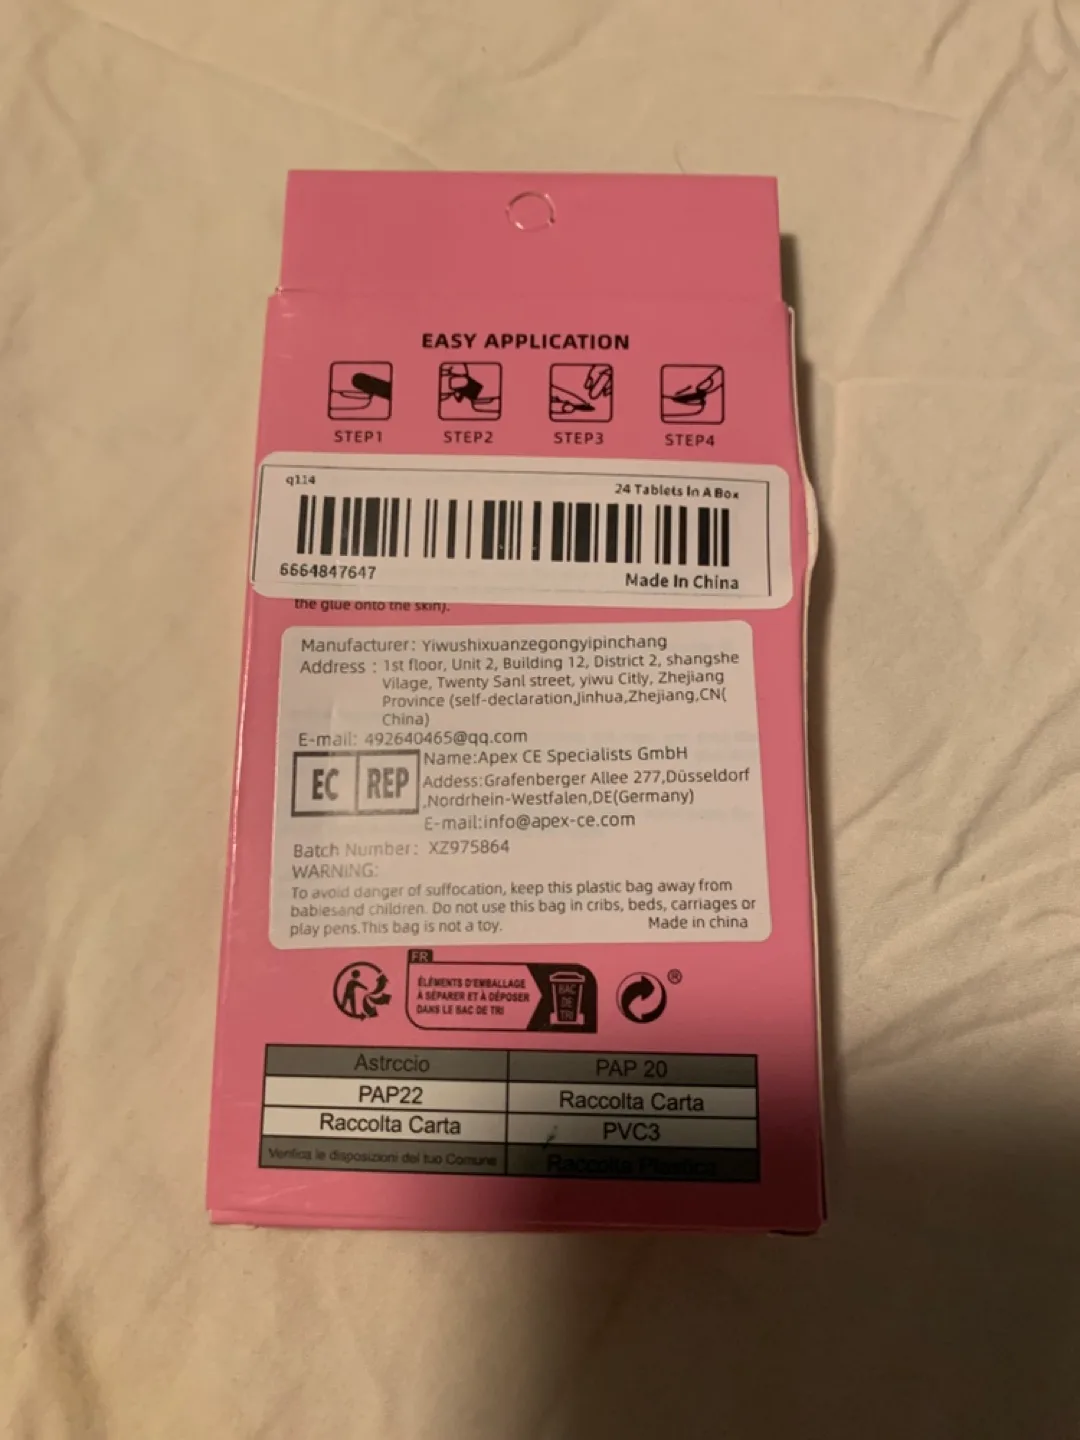 EASY APPLICATION
STEP1 STEP2 STEP3 STEP4
q114 24 Tablets In A Box
6664847647 Made In China
the glue onto the skin).
Manufacturer: Yiwushixuanzegongyipinchang
Address : 1st floor, Unit 2, Building 12, District 2, shangshe
Vilage, Twenty Sanl street, yiwu Citly, Zhejiang
Province (self-declaration,Jinhua,Zhejiang,CN(
China)
E-mail: 492640465@qq.com
EC REP
Name:Apex CE Specialists GmbH
Addess:Grafenberger Allee 277,Düsseldorf
,Nordrhein-Westfalen,DE(Germany)
E-mail:info@apex-ce.com
Batch Number: XZ975864
WARNING:
To avoid danger of suffocation, keep this plastic bag away from
babiesand children. Do not use this bag in cribs, beds, carriages or
play pens.This bag is not a toy. Made in china
FR
ÉLÉMENTS D'EMBALLAGE
À SÉPARER ET À DÉPOSER
DANS LE BAC DE TRI
BAC
DE
TRI
®
Astrccio PAP 20
PAP22 Raccolta Carta
Raccolta Carta PVC3
Verifica le disposizioni del tuo Comune Raccolta Plastica